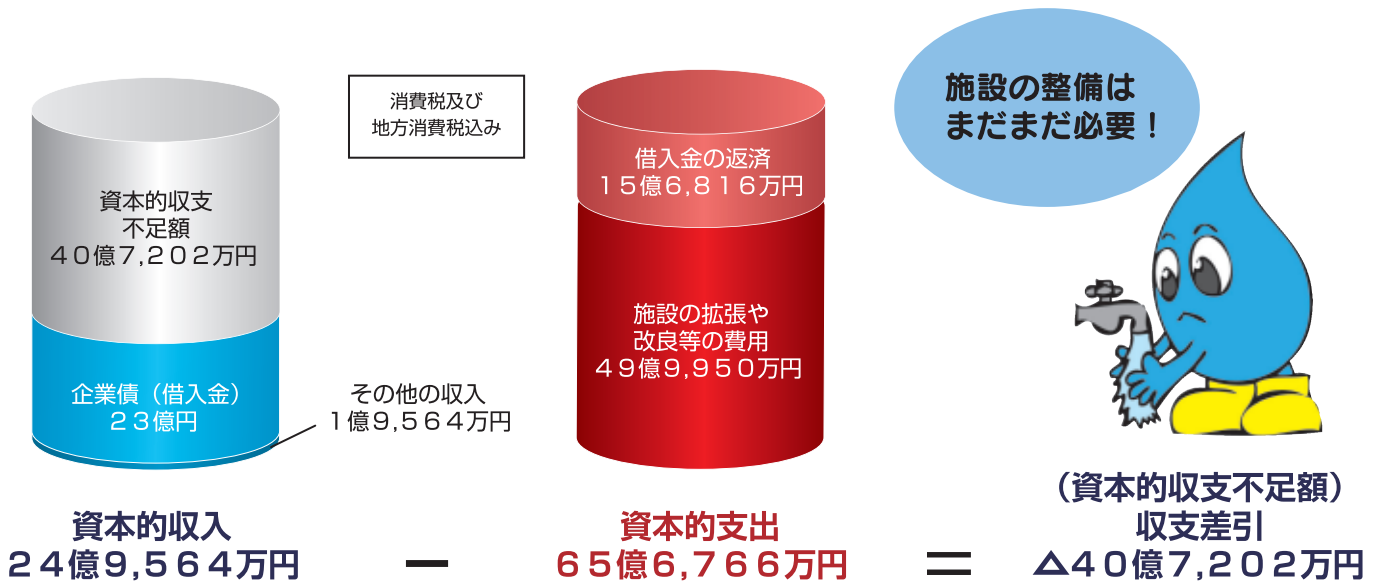 資本的収支
不足額
４０億７,２０２万円
企業債（借入金）
２３億円
その他の収入
１億９,５６４万円
消費税及び
地方消費税込み
借入金の返済
１５億６,８１６万円
施設の拡張や
改良等の費用
４９億９,９５０万円
施設の整備は
まだまだ必要！
資本的収入
２４億９,５６４万円
－
資本的支出
６５億６,７６６万円
＝
（資本的収支不足額）
収支差引
△４０億７,２０２万円